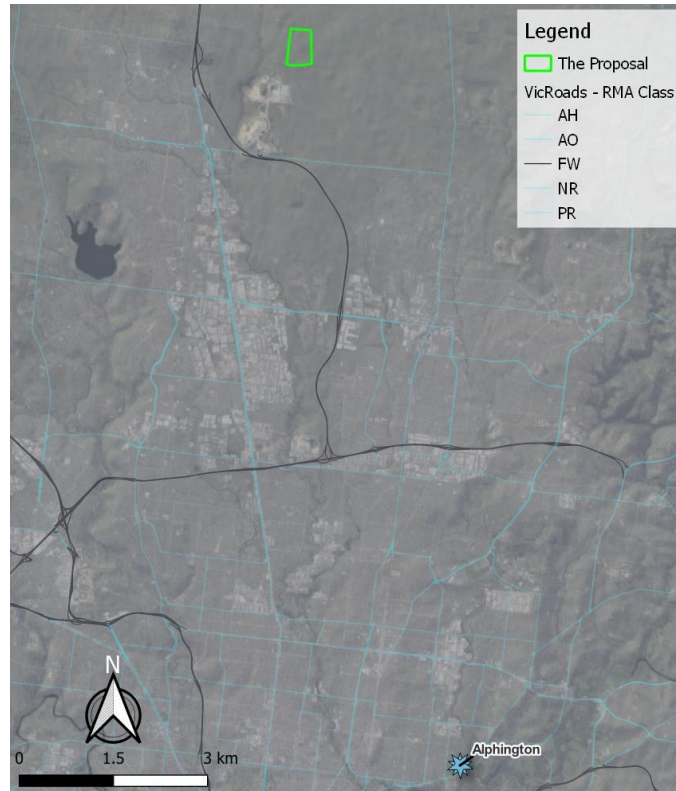 Legend
The Proposal
VicRoads - RMA Class
AH
AO
FW
NR
PR
N
0 1.5 3 km
Alphington